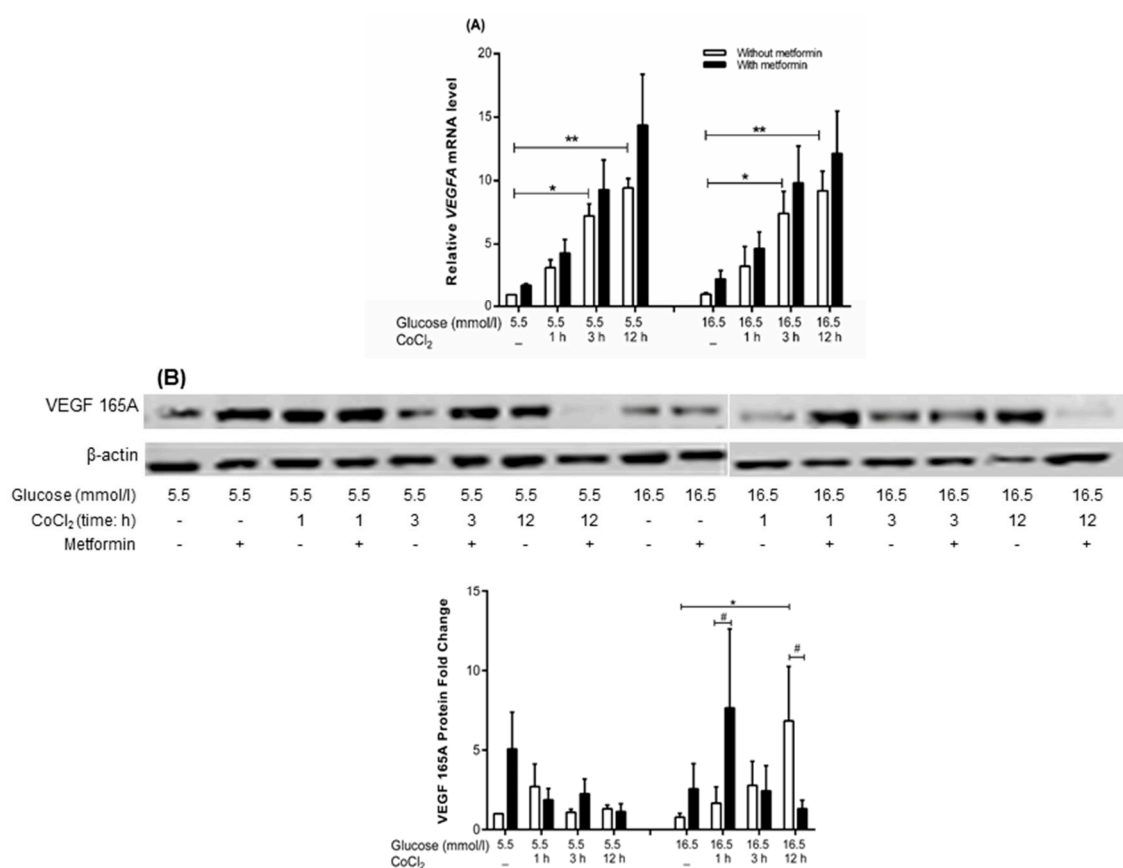 (A)
20
15
10
5
0
Relative VEGFA mRNA level
Without metformin
With metformin
**
*
**
*
Glucose (mmol/l) 5.5 5.5 5.5 5.5 16.5 16.5 16.5 16.5
CoCl₂ – 1 h 3 h 12 h – 1 h 3 h 12 h
(B)
VEGF 165A
β-actin
Glucose (mmol/l) 5.5 5.5 5.5 5.5 5.5 5.5 5.5 5.5 16.5 16.5 16.5 16.5 16.5 16.5 16.5 16.5
CoCl₂ (time: h) - - 1 1 3 3 12 12 - - 1 1 3 3 12 12
Metformin - + - + - + - + - + - + - + - +
15
10
5
0
VEGF 165A Protein Fold Change
*
#
#
Glucose (mmol/l) 5.5 5.5 5.5 5.5 16.5 16.5 16.5 16.5
CoCl₂ – 1 h 3 h 12 h – 1 h 3 h 12 h